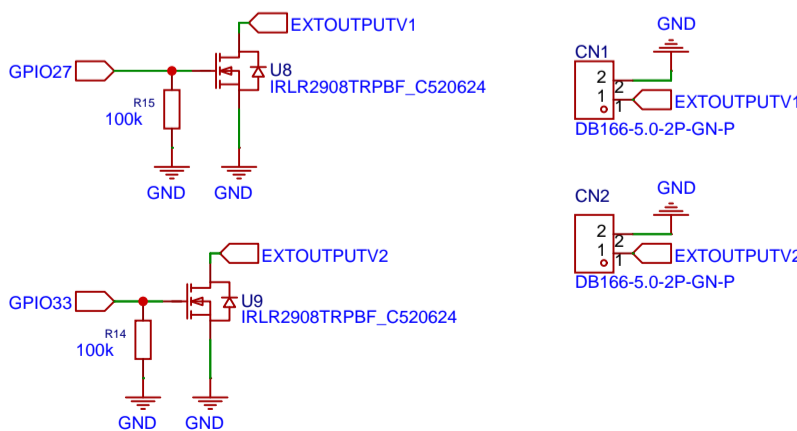 EXTOUTPUTV1
GPIO27
U8
IRLR2908TRPBF_C520624
R15
100k
GND
GND
GND
CN1
2
2
1
1
EXTOUTPUTV1
DB166-5.0-2P-GN-P
GND
CN2
2
2
1
1
EXTOUTPUTV2
DB166-5.0-2P-GN-P
EXTOUTPUTV2
GPIO33
U9
IRLR2908TRPBF_C520624
R14
100k
GND
GND